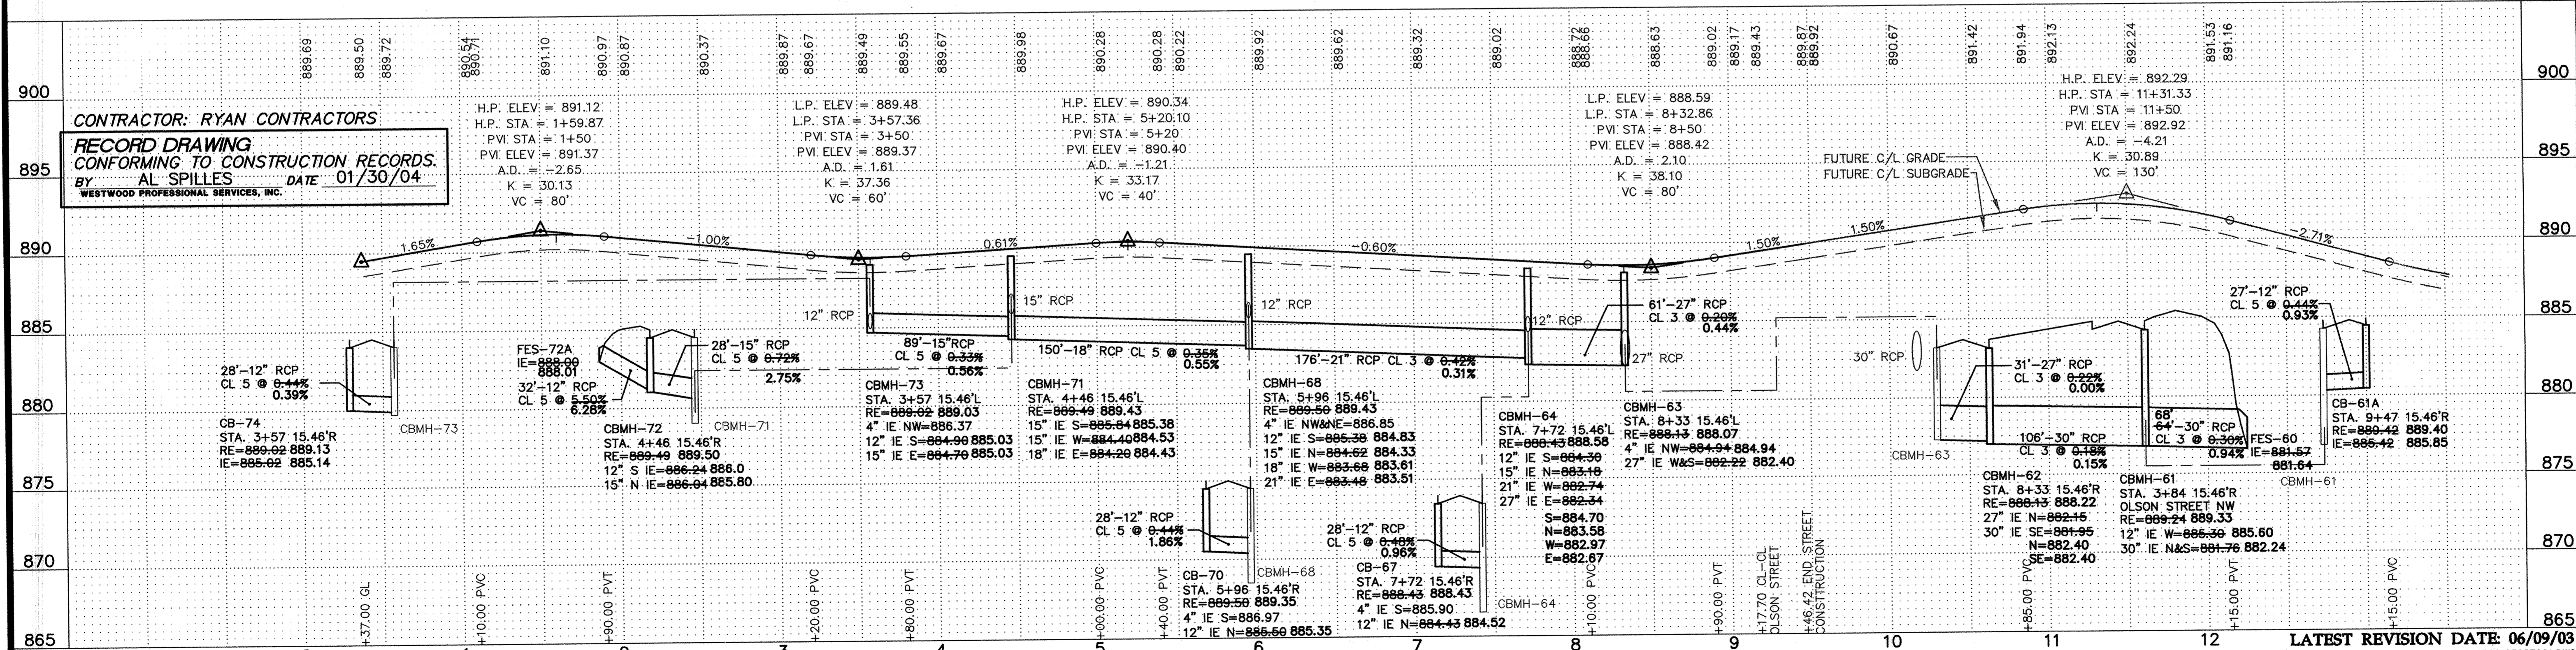 889.69
889.50
889.72
890.54
890.71
891.10
890.97
890.87
890.37
889.87
889.67
889.49
889.55
889.67
889.98
890.28
890.28
890.22
889.92
889.62
889.32
889.02
888.72
888.66
888.63
889.02
889.17
889.43
889.87
889.92
890.67
891.42
891.94
892.13
892.24
891.53
891.16
900
895
890
885
880
875
870
865
CONTRACTOR: RYAN CONTRACTORS
RECORD DRAWING
CONFORMING TO CONSTRUCTION RECORDS.
BY AL SPILLES DATE 01/30/04
WESTWOOD PROFESSIONAL SERVICES, INC.
H.P. ELEV = 891.12
H.P. STA = 1+59.87
PVI STA = 1+50
PVI ELEV = 891.37
A.D. = -2.65
K = 30.13
VC = 80'
L.P. ELEV = 889.48
L.P. STA = 3+57.36
PVI STA = 3+50
PVI ELEV = 889.37
A.D. = 1.61
K = 37.36
VC = 60'
H.P. ELEV = 890.34
H.P. STA = 5+20.10
PVI STA = 5+20
PVI ELEV = 890.40
A.D. = -1.21
K = 33.17
VC = 40'
L.P. ELEV = 888.59
L.P. STA = 8+32.86
PVI STA = 8+50
PVI ELEV = 888.42
A.D. = 2.10
K = 38.10
VC = 80'
H.P. ELEV = 892.29
H.P. STA = 11+31.33
PVI STA = 11+50
PVI ELEV = 892.92
A.D. = -4.21
K = 30.89
VC = 130'
FUTURE C/L GRADE
FUTURE C/L SUBGRADE
1.65%
-1.00%
0.61%
-0.60%
1.50%
1.50%
-2.71%
12" RCP
15" RCP
12" RCP
12" RCP
27" RCP
30" RCP
28'-12" RCP
CL 5 @ 0.44%
0.39%
CB-74
STA. 3+57 15.46'R
RE=889.02 889.13
IE=885.02 885.14
CBMH-73
FES-72A
IE=888.00
888.01
32'-12" RCP
CL 5 @ 5.50%
6.28%
28'-15" RCP
CL 5 @ 0.72%
2.75%
CBMH-72
STA. 4+46 15.46'R
RE=889.49 889.50
12" S IE=886.24 886.0
15" N IE=886.04 885.80
CBMH-71
89'-15"RCP
CL 5 @ 0.33%
0.56%
CBMH-73
STA. 3+57 15.46'L
RE=889.02 889.03
4" IE NW=886.37
12" IE S=884.90 885.03
15" IE E=884.70 885.03
150'-18" RCP CL 5 @ 0.35%
0.55%
CBMH-71
STA. 4+46 15.46'L
RE=889.49 889.43
15" IE S=885.84 885.38
15" IE W=884.40 884.53
18" IE E=884.20 884.43
176'-21" RCP CL 3 @ 0.42%
0.31%
CBMH-68
STA. 5+96 15.46'L
RE=889.50 889.43
4" IE NW&NE=886.85
12" IE S=885.38 884.83
15" IE N=884.62 884.33
18" IE W=883.68 883.61
21" IE E=883.48 883.51
28'-12" RCP
CL 5 @ 0.44%
1.86%
CBMH-68
CB-70
STA. 5+96 15.46'R
RE=889.50 889.35
4" IE S=886.97
12" IE N=885.50 885.35
28'-12" RCP
CL 5 @ 0.48%
0.96%
CB-67
STA. 7+72 15.46'R
RE=888.43 888.43
4" IE S=885.90
12" IE N=884.43 884.52
CBMH-64
CBMH-64
STA. 7+72 15.46'L
RE=888.43 888.58
12" IE S=884.30
15" IE N=883.18
21" IE W=882.74
27" IE E=882.34
S=884.70
N=883.58
W=882.97
E=882.67
61'-27" RCP
CL 3 @ 0.20%
0.44%
CBMH-63
STA. 8+33 15.46'L
RE=888.13 888.07
4" IE NW=884.94 884.94
27" IE W&S=882.22 882.40
CBMH-63
31'-27" RCP
CL 3 @ 0.22%
0.00%
106'-30" RCP
CL 3 @ 0.18%
0.15%
CBMH-62
STA. 8+33 15.46'R
RE=888.13 888.22
27" IE N=882.15
30" IE SE=881.95
N=882.40
SE=882.40
68'
64'-30" RCP
CL 3 @ 0.30%
0.94%
FES-60
IE=881.57
881.64
CBMH-61
STA. 3+84 15.46'R
OLSON STREET NW
RE=889.24 889.33
12" IE W=885.30 885.60
30" IE N&S=881.76 882.24
CBMH-61
27'-12" RCP
CL 5 @ 0.44%
0.93%
CB-61A
STA. 9+47 15.46'R
RE=889.42 889.40
IE=885.42 885.85
900
895
890
885
880
875
870
865
+37.00 GL
+10.00 PVC
+90.00 PVT
+20.00 PVC
+80.00 PVT
+00.00 PVC
+40.00 PVT
+10.00 PVC
+90.00 PVT
+17.70 CL-CL
OLSON STREET
+46.42 END STREET
CONSTTRUCTION
+85.00 PVC
+15.00 PVT
+15.00 PVC
3
4
5
6
7
8
9
10
11
12
LATEST REVISION DATE: 06/09/03